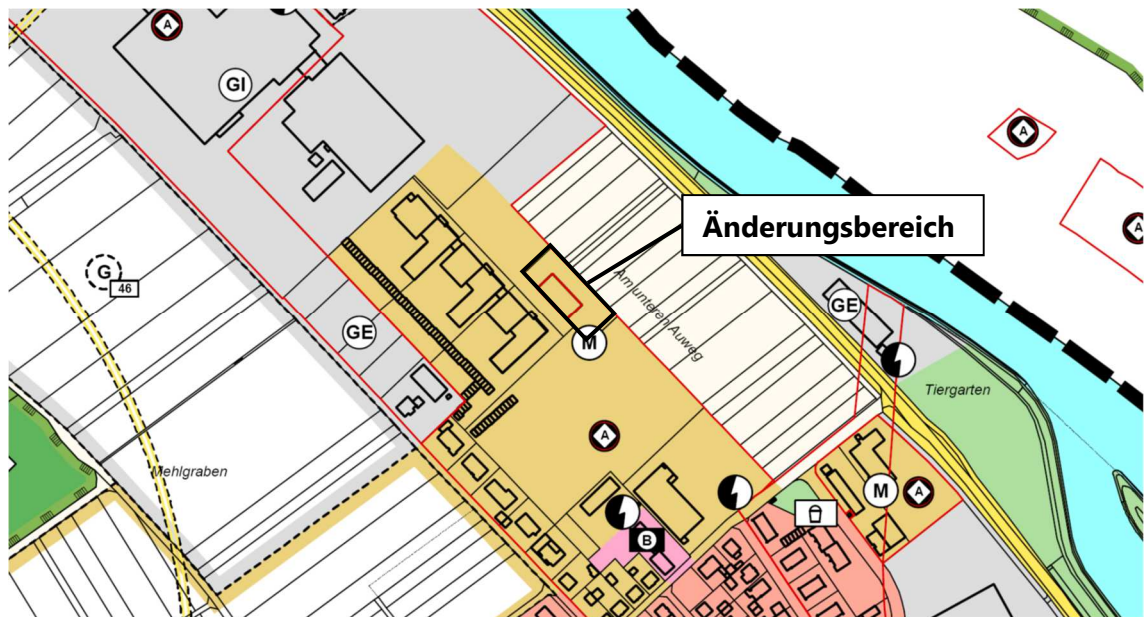 A
GI
A
Änderungsbereich
A
G
46
Am unteren Auweg
GE
GE
M
Tiergarten
A
Mehlgraben
M
A
B